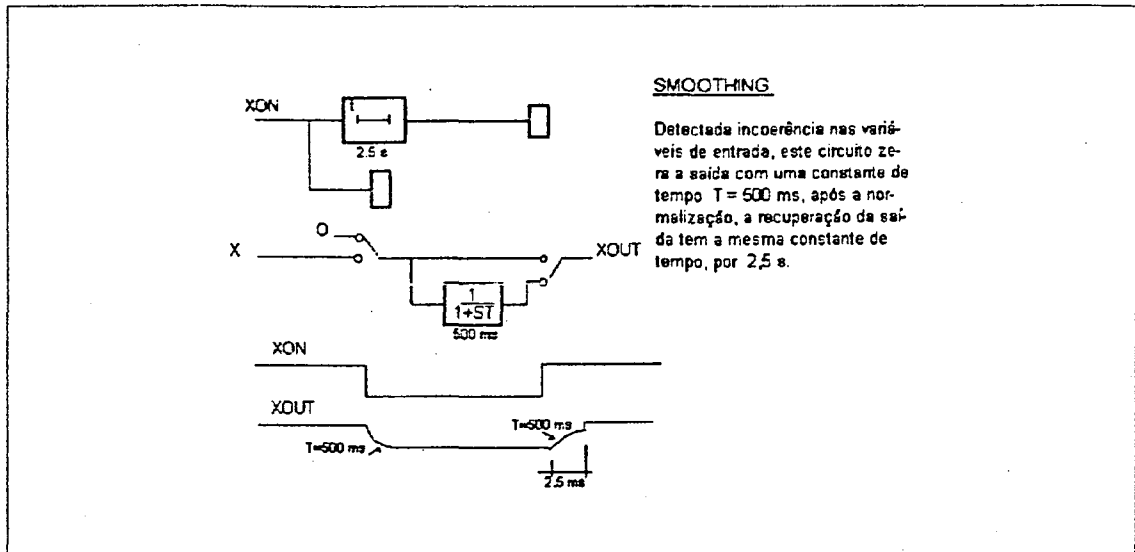 SMOOTHING
Detectada incoerência nas variá-
veis de entrada, este circuito ze-
ra a saída com uma constante de
tempo T = 500 ms, após a nor-
malização, a recuperação da saí-
da tem a mesma constante de
tempo, por 2,5 s.
XON
t
2.5 s
O
X
XOUT
1
1+ST
500 ms
XON
XOUT
T=500 ms
T=500 ms
2.5 ms